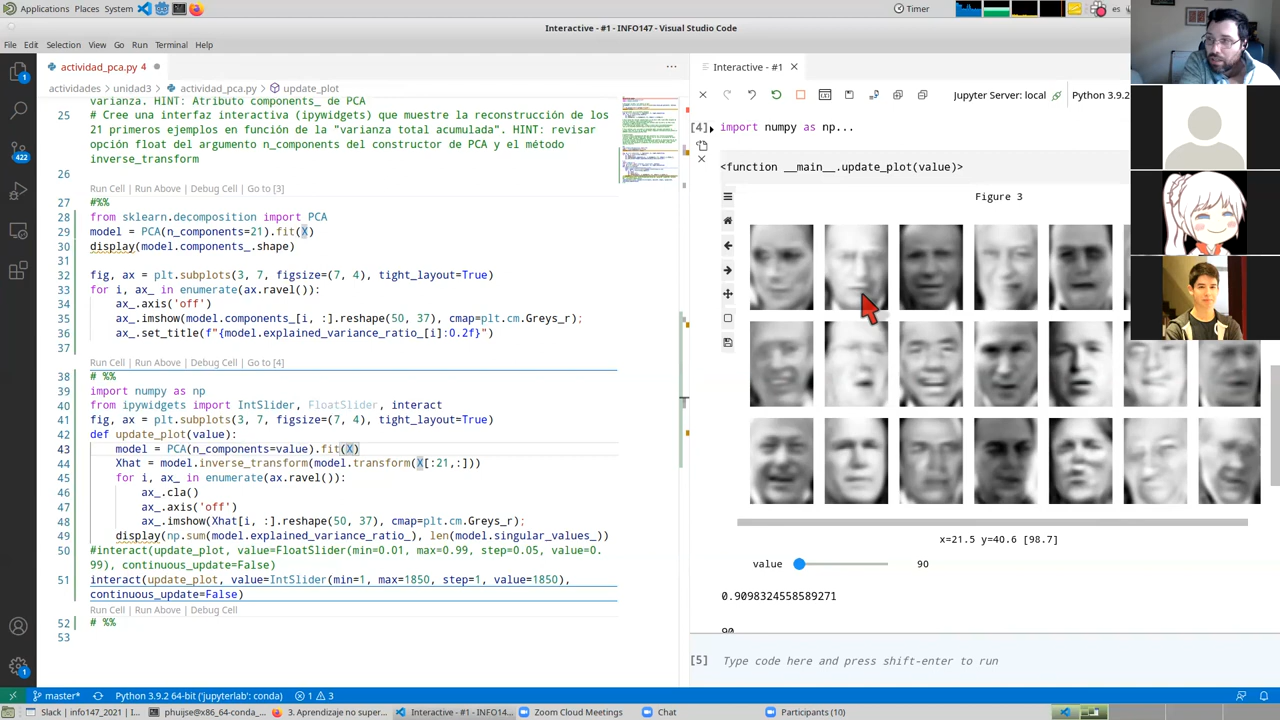 Applications Places System
Timer
es
Interactive - #1 - INFO147 - Visual Studio Code
File Edit Selection View Go Run Terminal Help
actividad_pca.py 4
Interactive - #1
actividades > unidad3 > actividad_pca.py > update_plot
Jupyter Server: local Python 3.9.2
varianza. HINT: Atributo components_ de PCA
25 # Cree una interfaz interactiva (ipywidgets) que muestre la reconstrucción de los
21 primeros ejemplos en función de la "varianza total acumulada". HINT: revisar
opción float del argumento n_components del constructor de PCA y el método
inverse_transform
26
Run Cell | Run Above | Debug Cell | Go to [3]
27 #%%
28 from sklearn.decomposition import PCA
29 model = PCA(n_components=21).fit(X)
30 display(model.components_.shape)
31
32 fig, ax = plt.subplots(3, 7, figsize=(7, 4), tight_layout=True)
33 for i, ax_ in enumerate(ax.ravel()):
34 ax_.axis('off')
35 ax_.imshow(model.components_[i, :].reshape(50, 37), cmap=plt.cm.Greys_r);
36 ax_.set_title(f"{model.explained_variance_ratio_[i]:0.2f}")
37
Run Cell | Run Above | Debug Cell | Go to [4]
38 # %%
39 import numpy as np
40 from ipywidgets import IntSlider, FloatSlider, interact
41 fig, ax = plt.subplots(3, 7, figsize=(7, 4), tight_layout=True)
42 def update_plot(value):
43 model = PCA(n_components=value).fit(X)
44 Xhat = model.inverse_transform(model.transform(X[:21,:]))
45 for i, ax_ in enumerate(ax.ravel()):
46 ax_.cla()
47 ax_.axis('off')
48 ax_.imshow(Xhat[i, :].reshape(50, 37), cmap=plt.cm.Greys_r);
49 display(np.sum(model.explained_variance_ratio_), len(model.singular_values_))
50 #interact(update_plot, value=FloatSlider(min=0.01, max=0.99, step=0.05, value=0.
99), continuous_update=False)
51 interact(update_plot, value=IntSlider(min=1, max=1850, step=1, value=1850),
continuous_update=False)
Run Cell | Run Above | Debug Cell
52 # %%
53
[4] import numpy as np...
<function __main__.update_plot(value)>
Figure 3
x=21.5 y=40.6 [98.7]
value 90
0.9098324558589271
90
[5] Type code here and press shift-enter to run
422
1
1
master* Python 3.9.2 64-bit ('jupyterlab': conda) 1 3
Slack | info147_2021 | In... phuijse@x86_64-conda_... 3. Aprendizaje no super... Interactive - #1 - INFO14... Zoom Cloud Meetings Chat Participants (10)